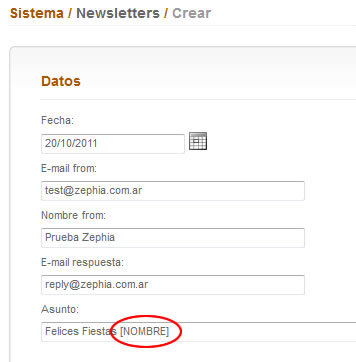 Sistema / Newsletters / Crear
Datos
Fecha:
20/10/2011
E-mail from:
test@zephia.com.ar
Nombre from:
Prueba Zephia
E-mail respuesta:
reply@zephia.com.ar
Asunto:
Felices Fiestas [NOMBRE]